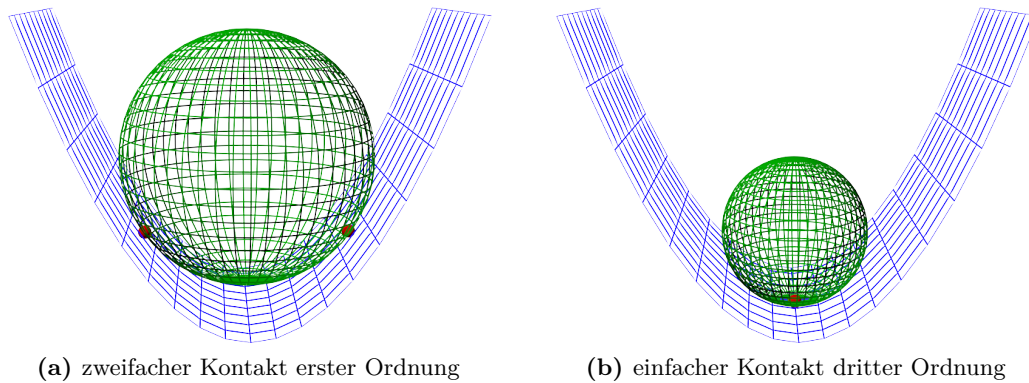 (a) zweifacher Kontakt erster Ordnung
(b) einfacher Kontakt dritter Ordnung